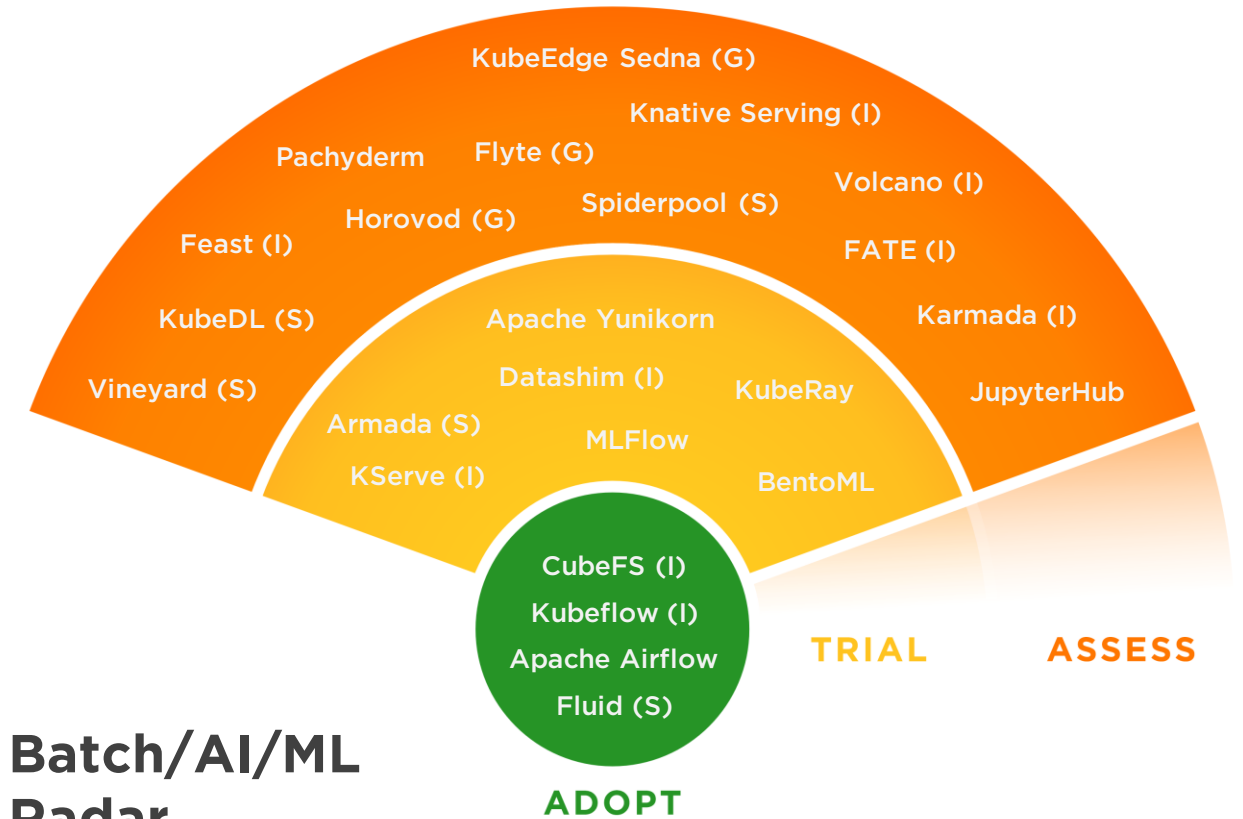 KubeEdge Sedna (G)
Knative Serving (I)
Pachyderm
Flyte (G)
Volcano (I)
Spiderpool (S)
Horovod (G)
Feast (I)
FATE (I)
KubeDL (S)
Karmada (I)
Vineyard (S)
JupyterHub
Apache Yunikorn
Datashim (I)
KubeRay
Armada (S)
MLFlow
KServe (I)
BentoML
CubeFS (I)
Kubeflow (I)
Apache Airflow
Fluid (S)
TRIAL
ASSESS
ADOPT
Batch/AI/ML
Radar